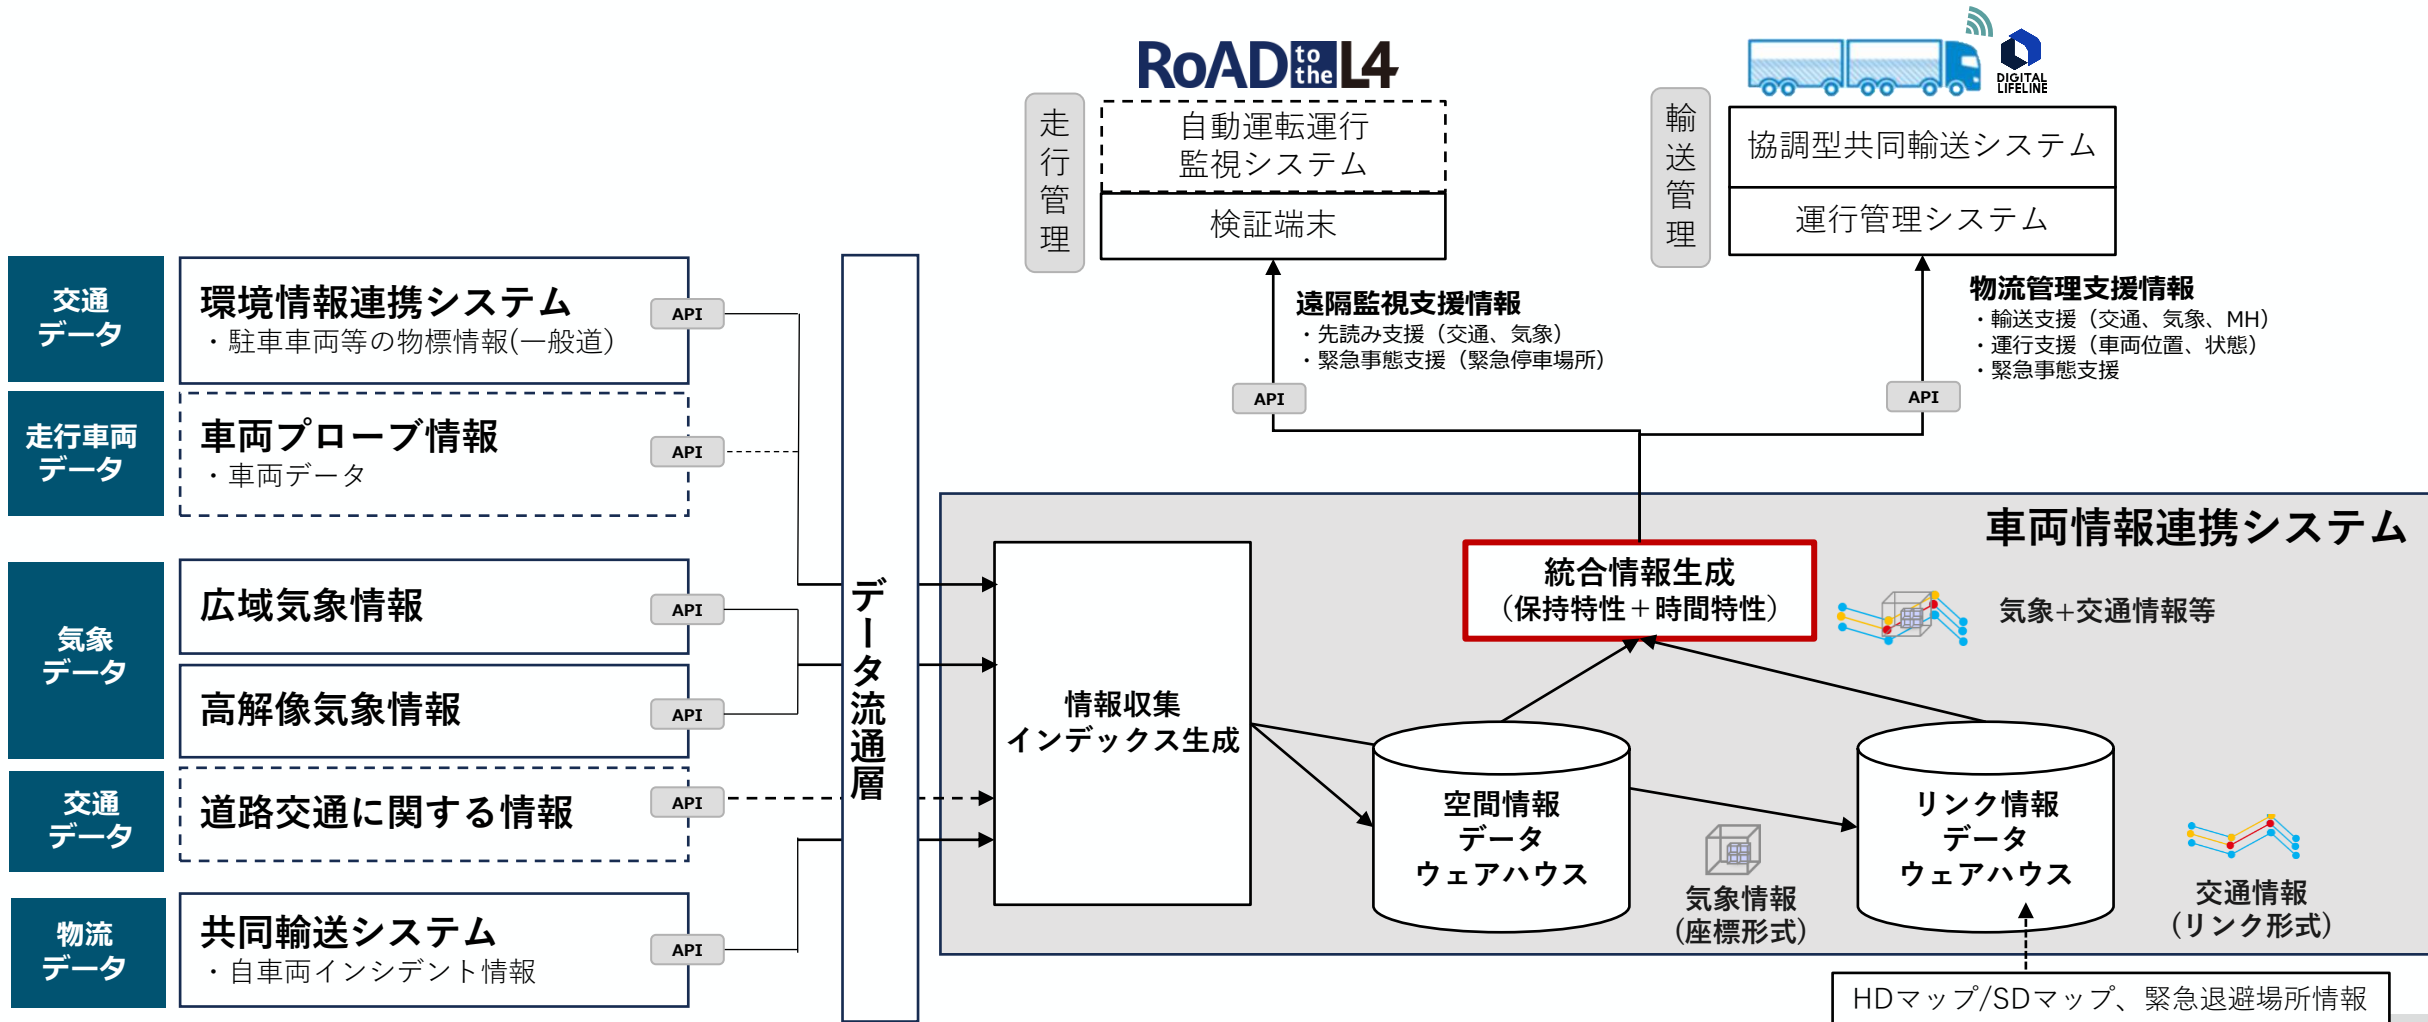 RoAD to the L4
DIGITAL
LIFELINE
走行管理
自動運転運行
監視システム
検証端末
輸送管理
協調型共同輸送システム
運行管理システム
遠隔監視支援情報
・先読み支援（交通、気象）
・緊急事態支援（緊急停車場所）
API
物流管理支援情報
・輸送支援（交通、気象、MH）
・運行支援（車両位置、状態）
・緊急事態支援
API
交通
データ
環境情報連携システム
・駐車車両等の物標情報(一般道)
API
走行車両
データ
車両プローブ情報
・車両データ
API
気象
データ
広域気象情報
API
高解像気象情報
API
交通
データ
道路交通に関する情報
API
物流
データ
共同輸送システム
・自車両インシデント情報
API
データ流通層
車両情報連携システム
情報収集
インデックス生成
統合情報生成
（保持特性＋時間特性）
気象+交通情報等
空間情報
データ
ウェアハウス
気象情報
(座標形式)
リンク情報
データ
ウェアハウス
交通情報
(リンク形式)
HDマップ/SDマップ、緊急退避場所情報